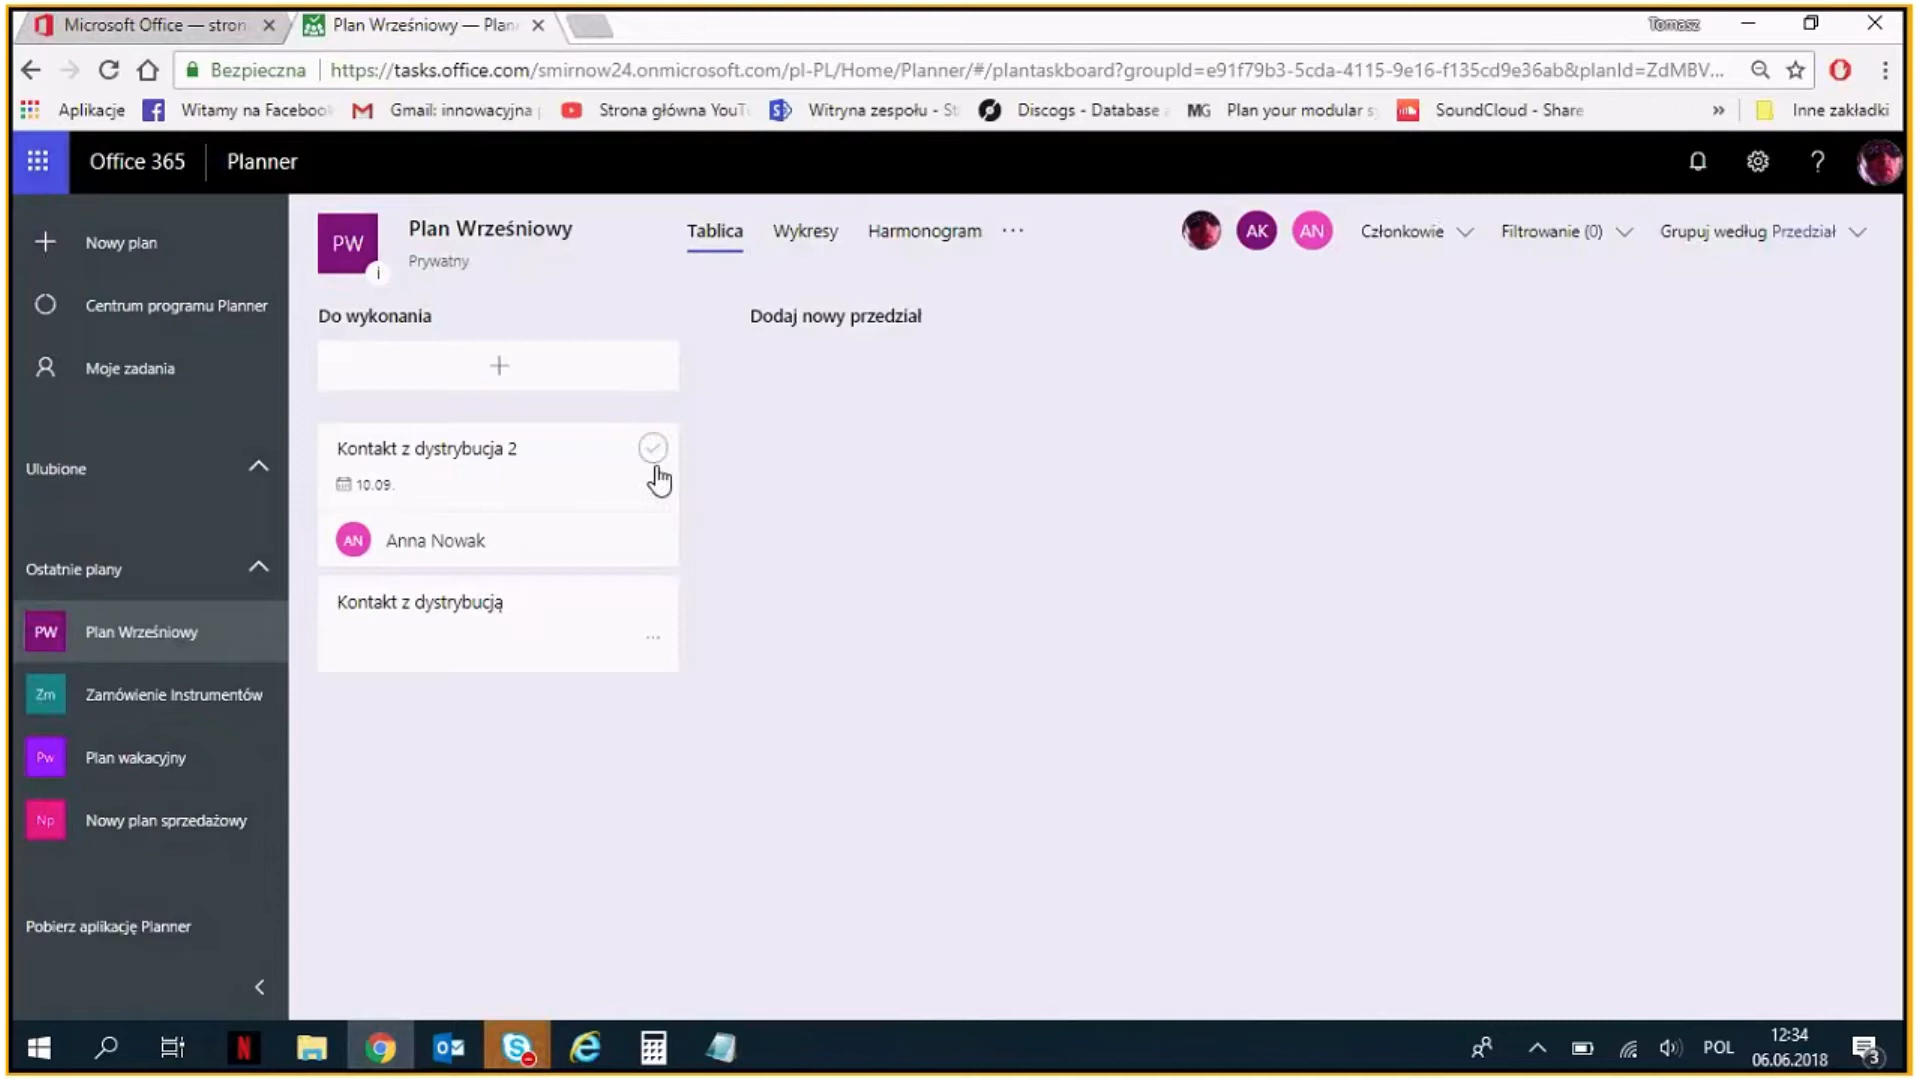 Microsoft Office — stron
Plan Wrześniowy — Plan
Tomasz
Bezpieczna
https://tasks.office.com/smirnow24.onmicrosoft.com/pl-PL/Home/Planner/#/plantaskboard?groupId=e91f79b3-5cda-4115-9e16-f135cd9e36ab&planId=ZdMBV...
Aplikacje
Witamy na Faceboo
Gmail: innowacyjna
Strona główna YouT
Witryna zespołu - St
Discogs - Database
MG Plan your modular sy
SoundCloud - Share
»
Inne zakładki
Office 365
Planner
?
Nowy plan
Centrum programu Planner
Moje zadania
Ulubione
Ostatnie plany
PW Plan Wrześniowy
Zm Zamówienie Instrumentów
Pw Plan wakacyjny
Np Nowy plan sprzedażowy
Pobierz aplikację Planner
PW
i
Plan Wrześniowy
Prywatny
Tablica
Wykresy
Harmonogram
...
AK
AN
Członkowie
Filtrowanie (0)
Grupuj według Przedział
Do wykonania
Dodaj nowy przedział
+
Kontakt z dystrybucja 2
10.09.
AN Anna Nowak
Kontakt z dystrybucją
...
N
POL
12:34
06.06.2018
3